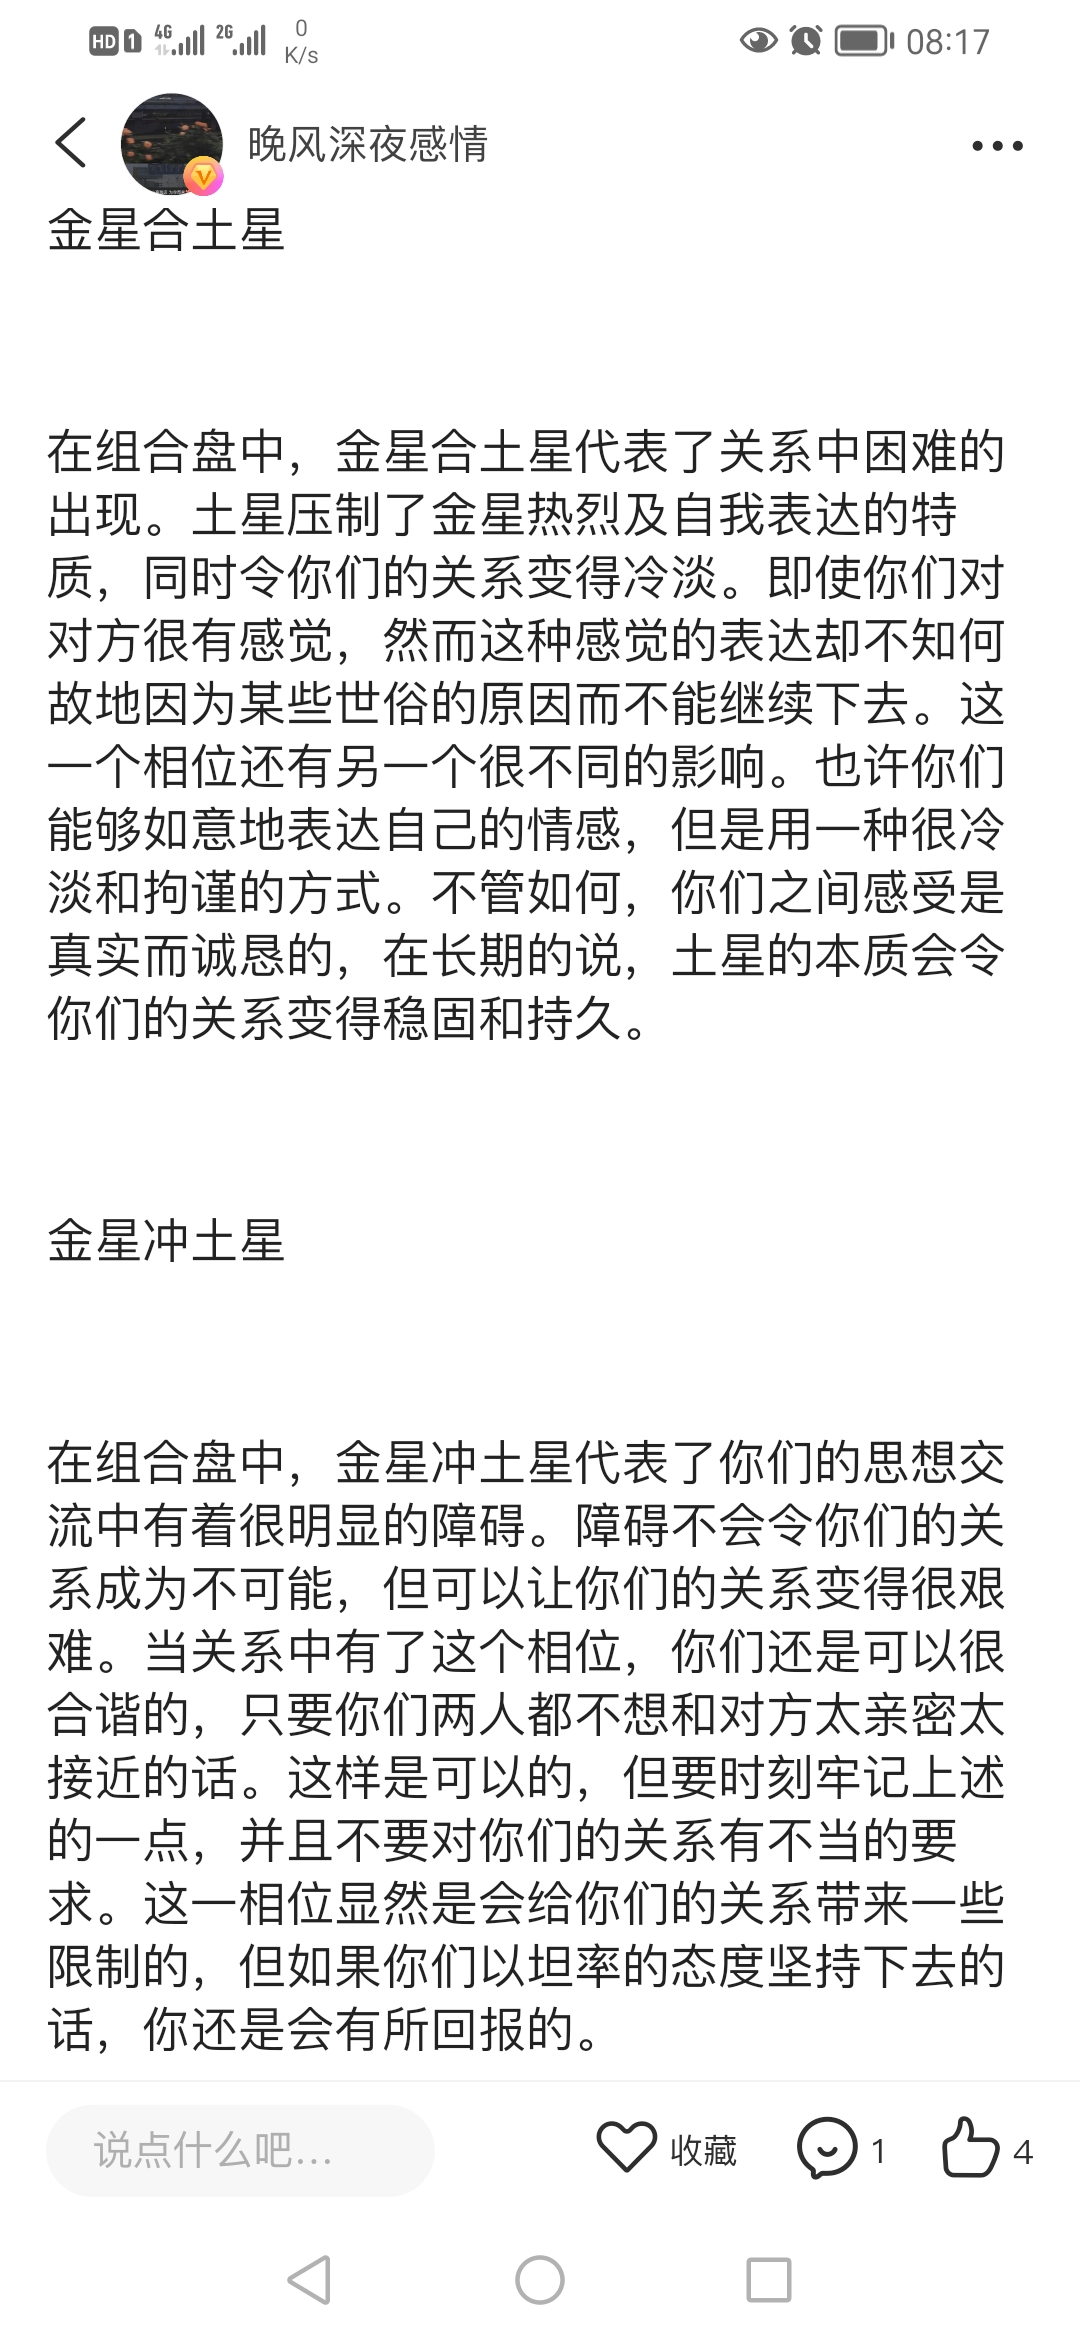 HD 1 4G 2G 0 K/s 08:17
晚风深夜感情
金星合土星
在组合盘中，金星合土星代表了关系中困难的
出现。土星压制了金星热烈及自我表达的特
质，同时令你们的关系变得冷淡。即使你们对
对方很有感觉，然而这种感觉的表达却不知何
故地因为某些世俗的原因而不能继续下去。这
一个相位还有另一个很不同的影响。也许你们
能够如意地表达自己的情感，但是用一种很冷
淡和拘谨的方式。不管如何，你们之间感受是
真实而诚恳的，在长期的说，土星的本质会令
你们的关系变得稳固和持久。
金星冲土星
在组合盘中，金星冲土星代表了你们的思想交
流中有着很明显的障碍。障碍不会令你们的关
系成为不可能，但可以让你们的关系变得很艰
难。当关系中有了这个相位，你们还是可以很
合谐的，只要你们两人都不想和对方太亲密太
接近的话。这样是可以的，但要时刻牢记上述
的一点，并且不要对你们的关系有不当的要
求。这一相位显然是会给你们的关系带来一些
限制的，但如果你们以坦率的态度坚持下去的
话，你还是会有所回报的。
说点什么吧... 收藏 1 4